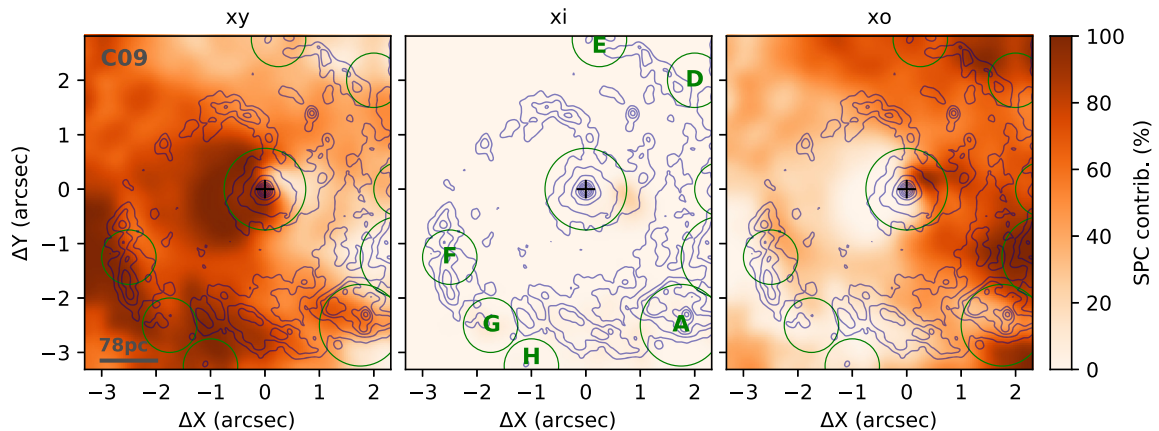 xy xi xo
C09 E 100
D
2 80
1
ΔY (arcsec) 0 60 SPC contrib. (%)
−1 F 40
−2
G A 20
78pc
−3 H 0
−3 −2 −1 0 1 2 −3 −2 −1 0 1 2 −3 −2 −1 0 1 2
ΔX (arcsec) ΔX (arcsec) ΔX (arcsec)